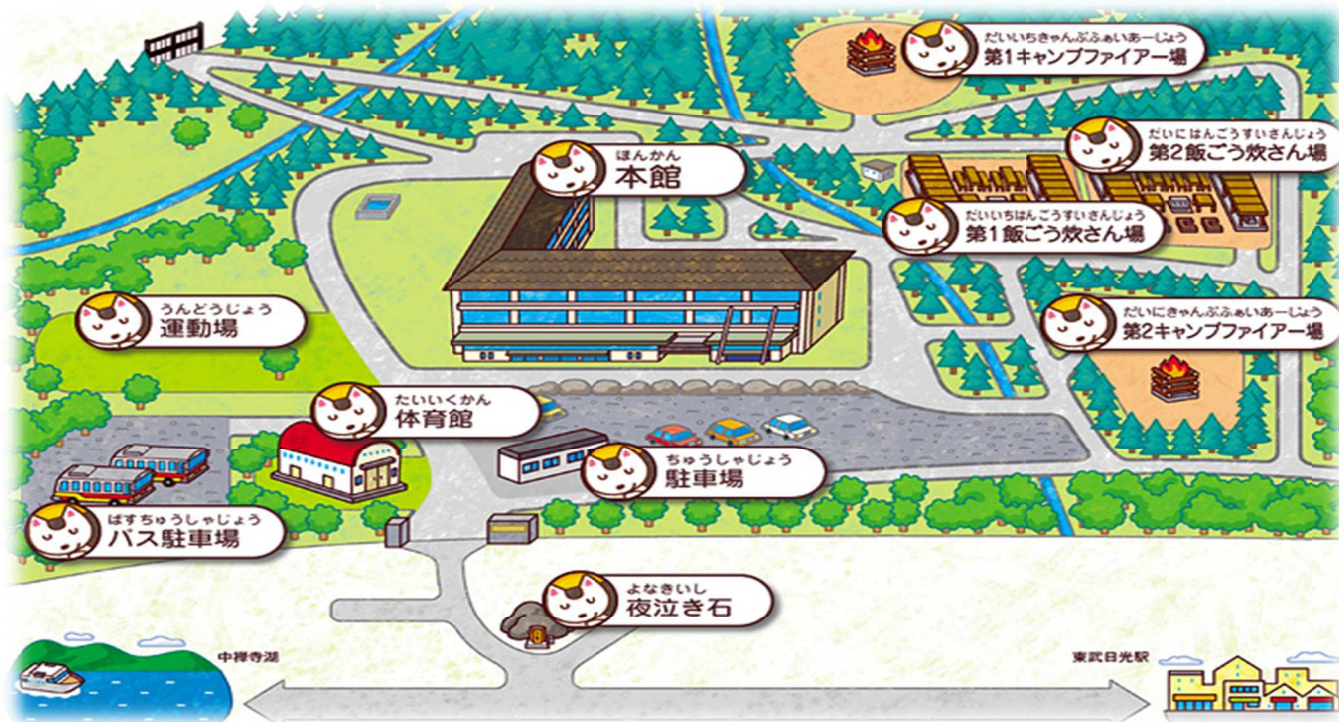 だいいちきゃんぷふぁいあーじょう
第1キャンプファイアー場
だいにはんごうすいさんじょう
第2飯ごう炊さん場
ほんかん
本館
だいいちはんごうすいさんじょう
第1飯ごう炊さん場
うんどうじょう
運動場
だいにきゃんぷふぁいあーじょう
第2キャンプファイアー場
たいいくかん
体育館
ちゅうしゃじょう
駐車場
ばすちゅうしゃじょう
バス駐車場
よなきいし
夜泣き石
中禅寺湖
東武日光駅